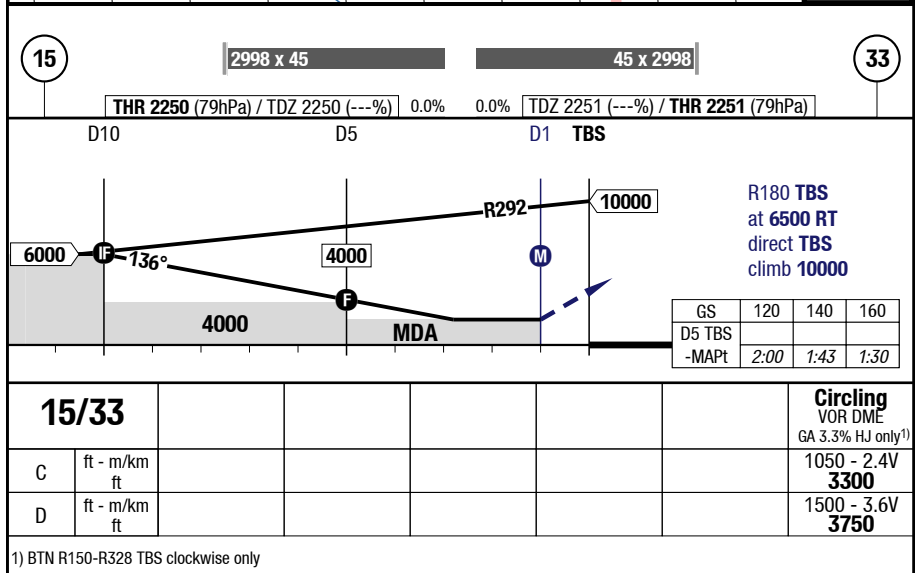 15
2998 x 45
45 x 2998
33
THR 2250 (79hPa) / TDZ 2250 (---%)
0.0%
0.0%
TDZ 2251 (---%) / THR 2251 (79hPa)
D10
D5
D1
TBS
R292
10000
R180 TBS
at 6500 RT
direct TBS
climb 10000
6000
IF
136°
4000
M
F
4000
MDA
GS 120 140 160
D5 TBS
-MAPt 2:00 1:43 1:30
15/33
Circling
VOR DME
GA 3.3% HJ only1)
C
ft - m/km
ft
1050 - 2.4V
3300
D
ft - m/km
ft
1500 - 3.6V
3750
1) BTN R150-R328 TBS clockwise only